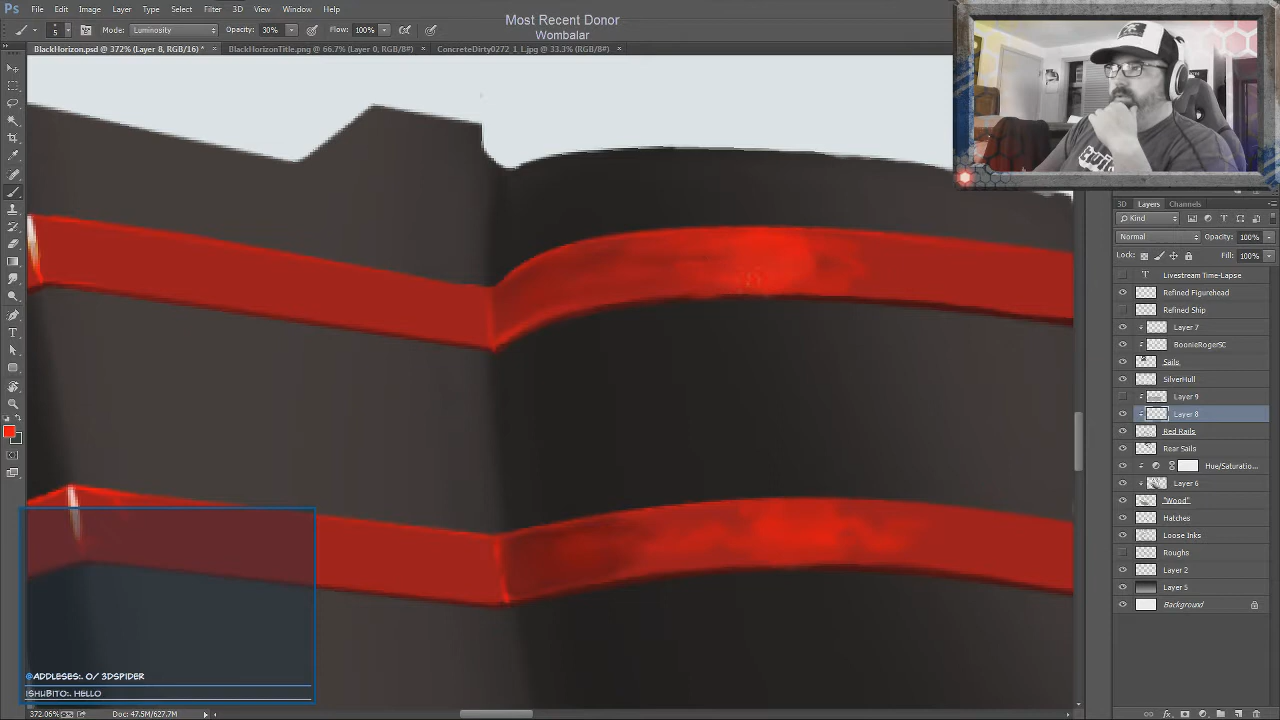 Ps File Edit Image Layer Type Select Filter 3D View Window Help
Most Recent Donor
Wombalar
5 Mode: Luminosity Opacity: 30% Flow: 100%
BlackHorizon.psd @ 372% (Layer 8, RGB/16) * × BlackHorizonTitle.png @ 66.7% (Layer 0, RGB/8#) × ConcreteDirty0272_1_L.jpg @ 33.3% (RGB/8#) ×
3D Layers Channels
Kind
Normal Opacity: 100%
Lock: Fill: 100%
T Livestream Time-Lapse
Refined Figurehead
Refined Ship
Layer 7
BoonieRogerSC
Sails
SilverHull
Layer 9
Layer 8
Red Rails
Rear Sails
Hue/Saturatio...
Layer 6
"Wood"
Hatches
Loose Inks
Roughs
Layer 2
Layer 5
Background
@ADDLESES:. O/ 3DSPIDER
ISHUBITO:. HELLO
372.06% Doc: 47.5M/627.7M